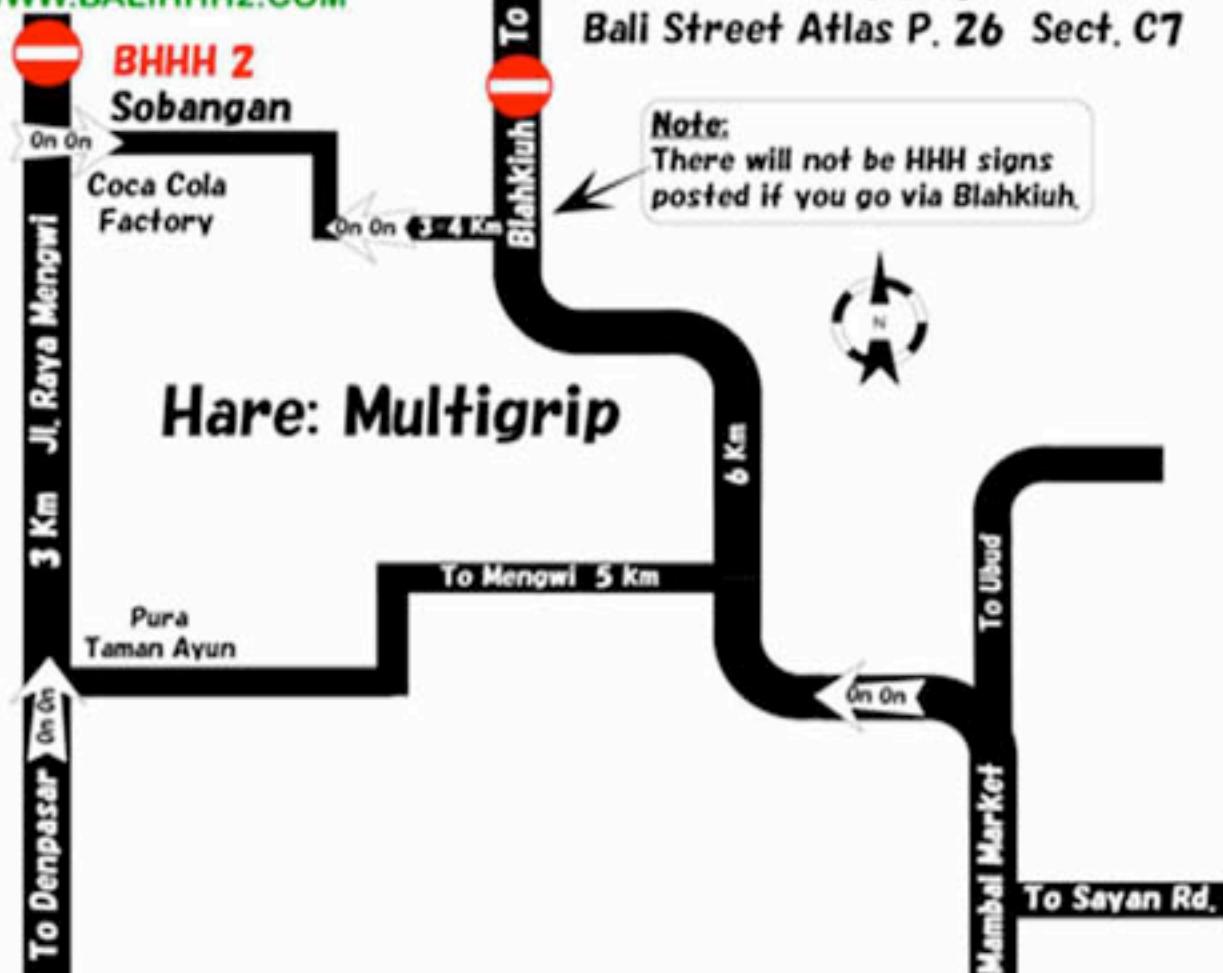 WWW.BALIHHH2.COM
To
Bali Street Atlas P. 26 Sect. C7
BHHH 2
Sobangan
On On
Coca Cola
Factory
Note:
There will not be HHH signs
posted if you go via BlahKiuh.
BlahKiuh
On On
3-4 Km
N
Jl. Raya Mengwi
3 Km
Hare: Multigrip
6 Km
To Mengwi 5 km
To Ubud
Pura
Taman Ayun
On On
On On
To Denpasar
Mambal Market
To Sayan Rd.